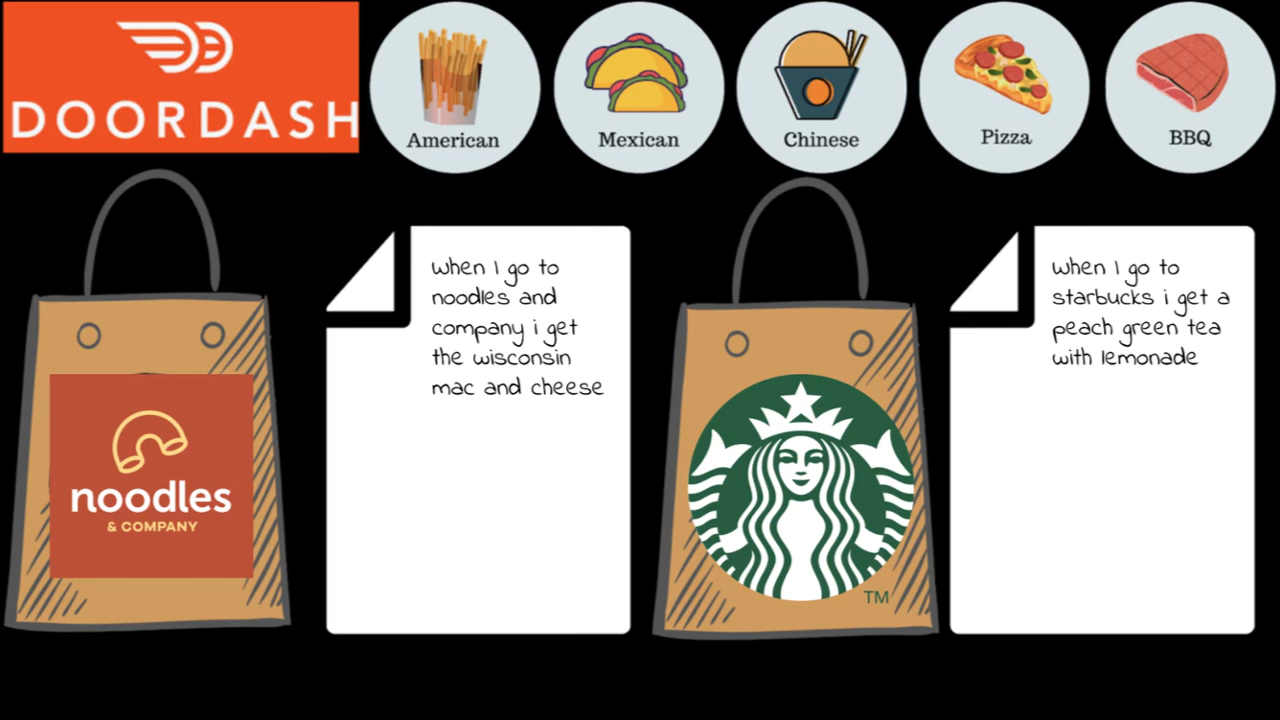 DOORDASH
American
Mexican
Chinese
Pizza
BBQ
noodles
& COMPANY
When I go to
noodles and
company i get
the wisconsin
mac and cheese
TM
When I go to
starbucks i get a
peach green tea
with lemonade